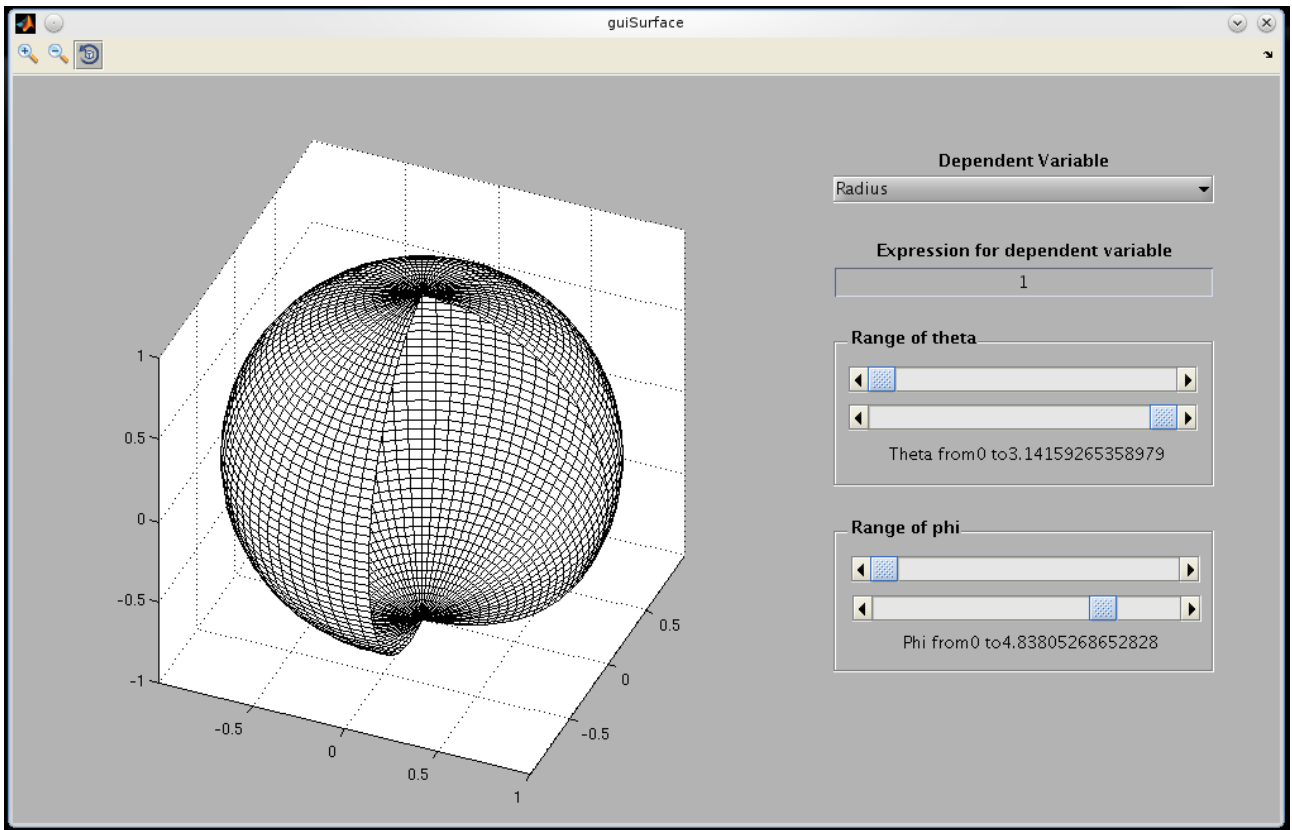 guiSurface
Dependent Variable
Radius
Expression for dependent variable
1
Range of theta
Theta from0 to3.14159265358979
Range of phi
Phi from0 to4.83805268652828
1
0.5
0
-0.5
-1
-0.5
0
0.5
1
-0.5
0
0.5